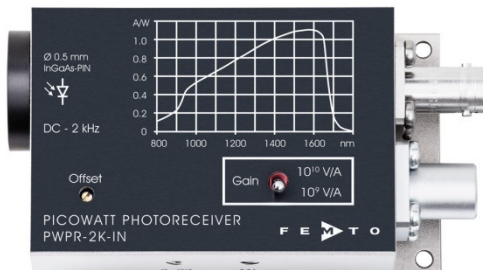 A/W
1.0
0.8
0.6
0.4
0.2
0
800 1000 1200 1400 1600 nm
Ø 0.5 mm
InGaAs-PIN
DC - 2 kHz
Offset
Gain
10¹⁰ V/A
10⁹ V/A
PICOWATT PHOTORECEIVER
PWPR-2K-IN
FEMTO